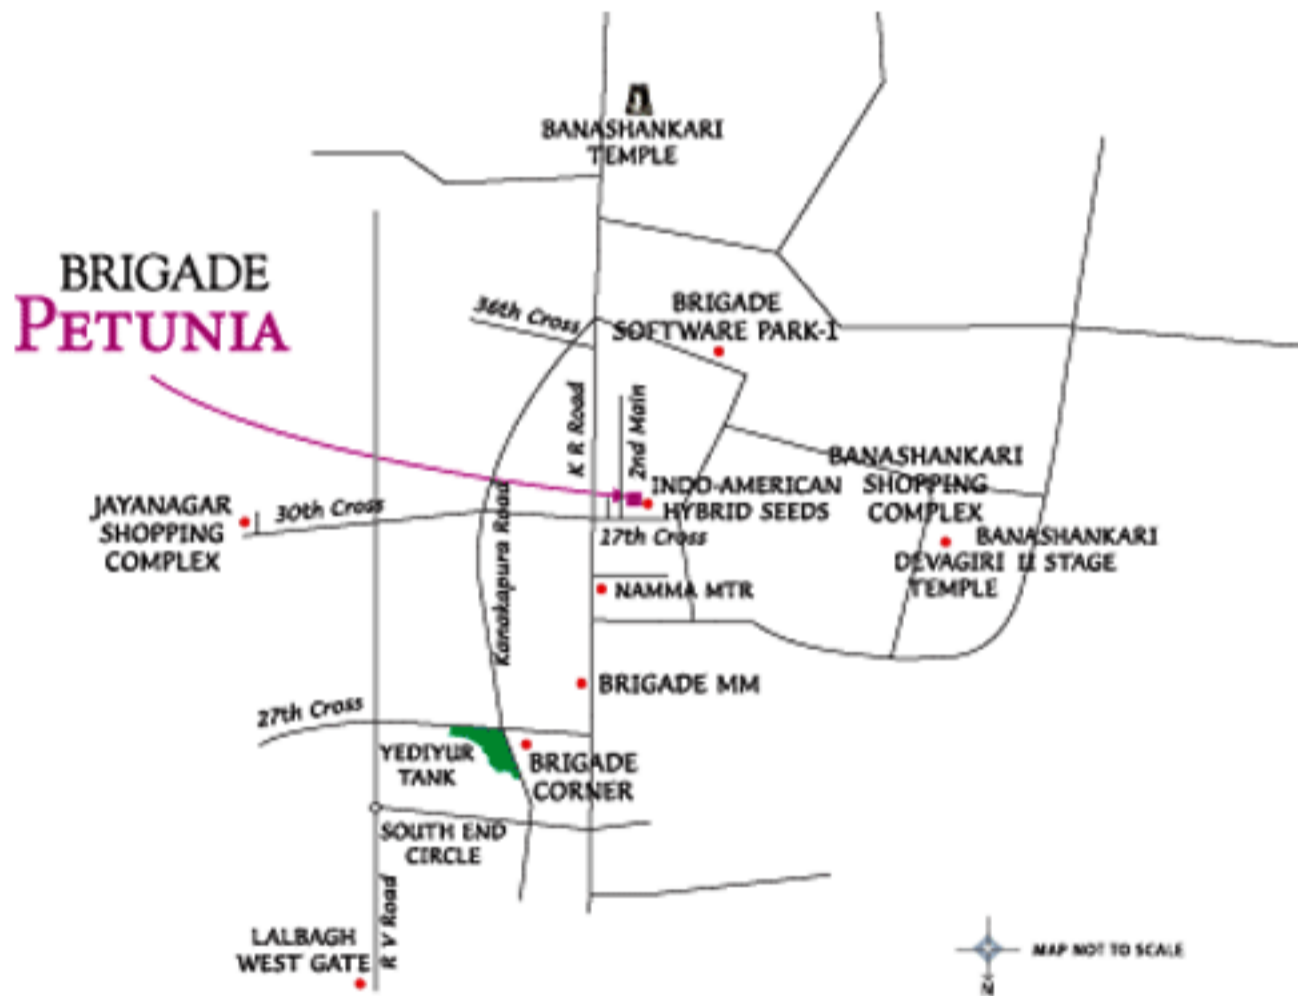 BANASHANKARI
TEMPLE
BRIGADE
PETUNIA
36th Cross
BRIGADE
SOFTWARE PARK-I
K R Road
2nd Main
BANASHANKARI
SHOPPING
COMPLEX
INDO-AMERICAN
HYBRID SEEDS
JAYANAGAR
SHOPPING
COMPLEX
30th Cross
Kanakapura Road
17th Cross
BANASHANKARI
II STAGE
DEVAGIRI
TEMPLE
NAMMA MTR
BRIGADE MM
27th Cross
YEDIYUR
TANK
BRIGADE
CORNER
SOUTH END
CIRCLE
R V Road
LALBAGH
WEST GATE
MAP NOT TO SCALE
N